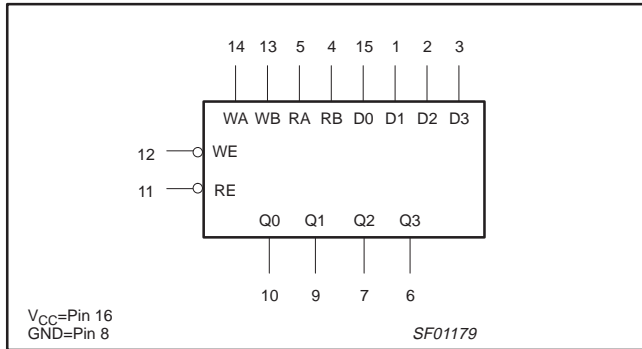 14 13 5 4 15 1 2 3
WA WB RA RB D0 D1 D2 D3
12 WE
11 RE
Q0 Q1 Q2 Q3
10 9 7 6
VCC=Pin 16
GND=Pin 8
SF01179